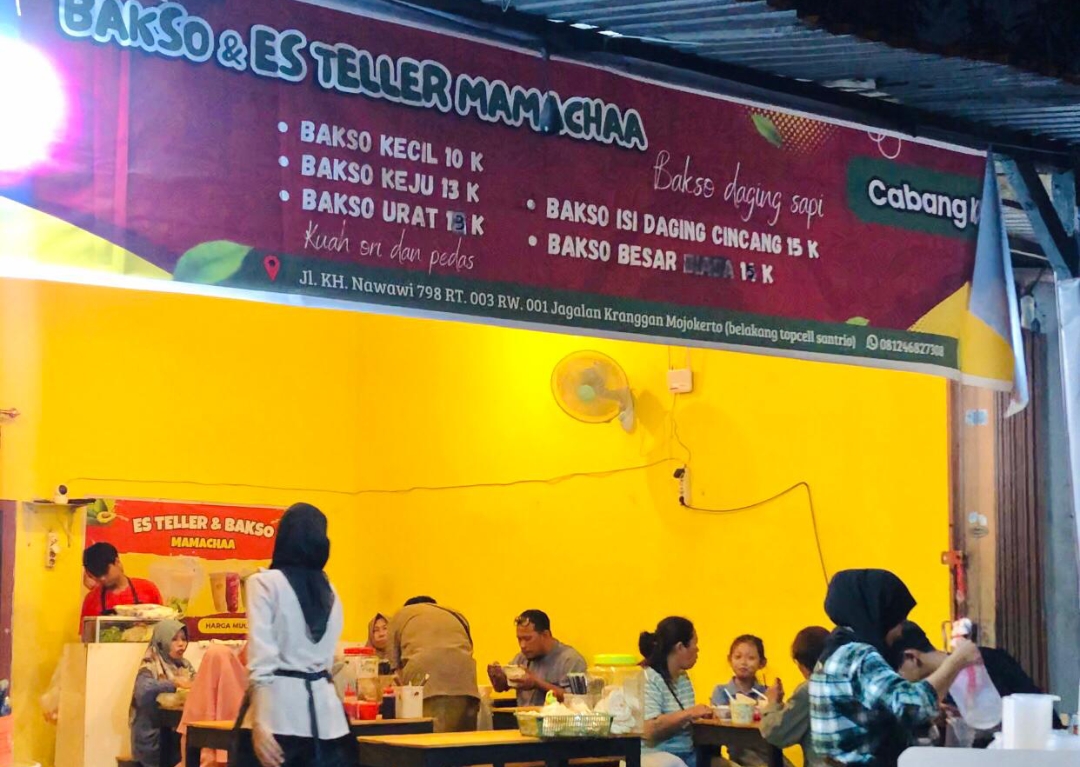 BAKSO & ES TELLER MAMACHAA
• BAKSO KECIL 10 K
• BAKSO KEJU 13 K
• BAKSO URAT K
Kuah ori dan pedas
Bakso daging sapi
• BAKSO ISI DAGING CINCANG 15 K
• BAKSO BESAR K
Cabang
Jl. KH. Nawawi 798 RT. 003 RW. 001 Jagalan Kranggan Mojokerto (belakang topcell santrio)
ES TELLER & BAKSO
MAMACHAA
HARGA